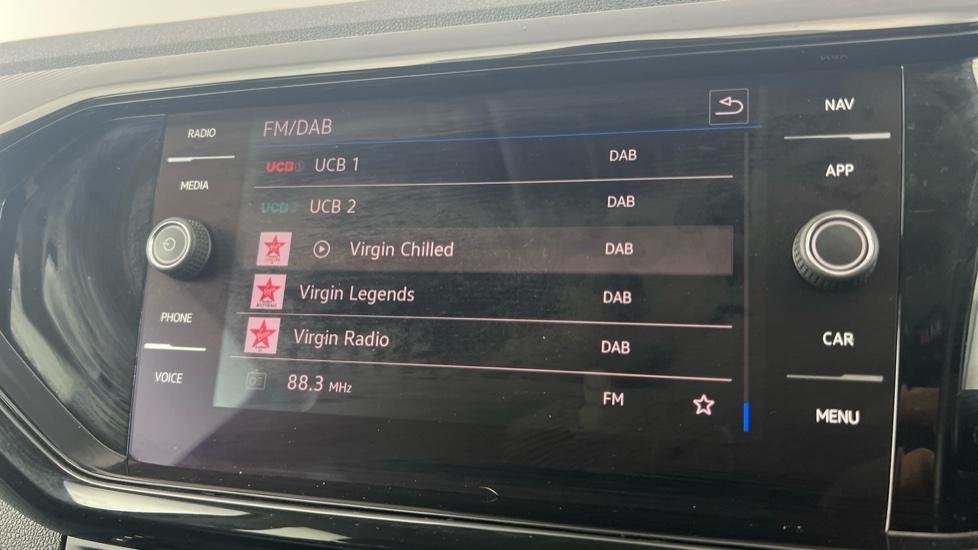 RADIO
MEDIA
PHONE
VOICE
FM/DAB
UCB 1 UCB 1 DAB
UCB UCB 2 DAB
Virgin Chilled DAB
Virgin Legends DAB
Virgin Radio DAB
88.3 MHz FM
NAV
APP
CAR
MENU